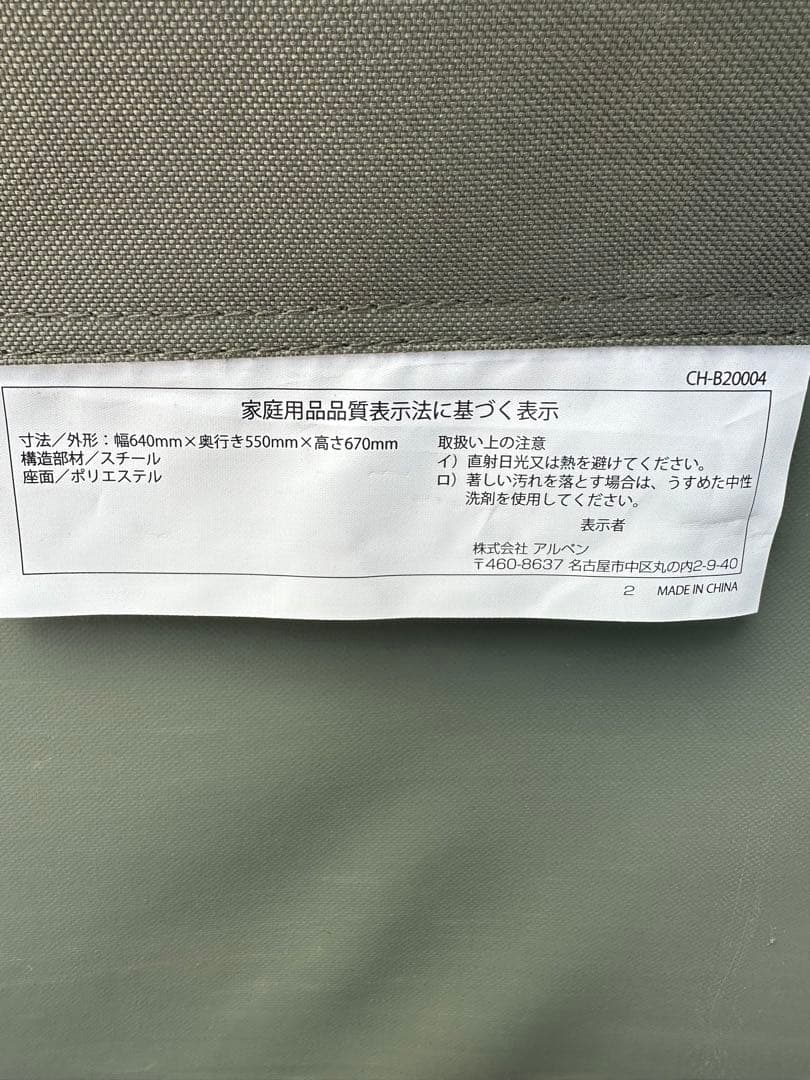 CH-B20004
家庭用品品質表示法に基づく表示
寸法／外形：幅640mm×奥行き550mm×高さ670mm
構造部材／スチール
座面／ポリエステル
取扱い上の注意
イ）直射日光又は熱を避けてください。
ロ）著しい汚れを落とす場合は、うすめた中性
洗剤を使用してください。
表示者
株式会社 アルペン
〒460-8637 名古屋市中区丸の内2-9-40
2 MADE IN CHINA